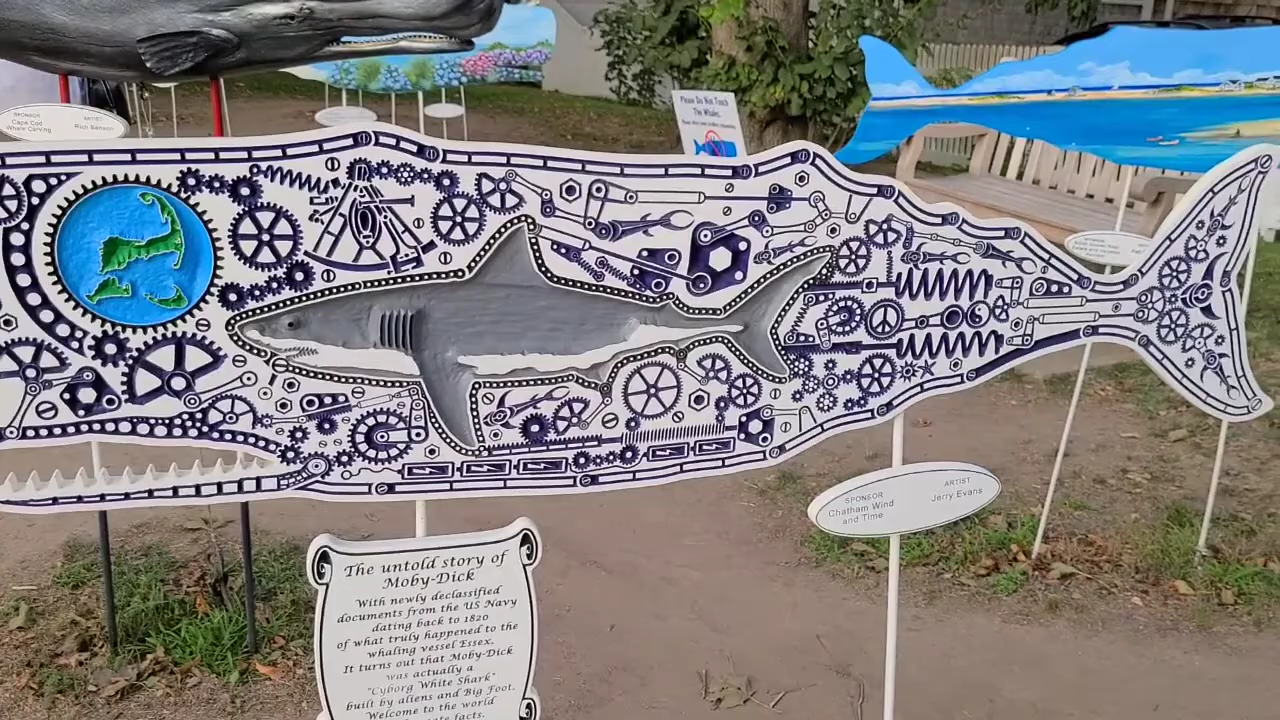 SPONSOR
Cape Cod
Whale Carving
ARTIST
Rich Benson
Please Do Not Touch
The Whales.
SPONSOR
Chatham Wind
and Time
ARTIST
Jerry Evans
The untold story of
Moby-Dick
With newly declassified
documents from the US Navy
dating back to 1820
of what truly happened to the
whaling vessel Essex.
It turns out that Moby-Dick
was actually a
"Cyborg White Shark"
built by aliens and Big Foot.
Welcome to the world
facts.